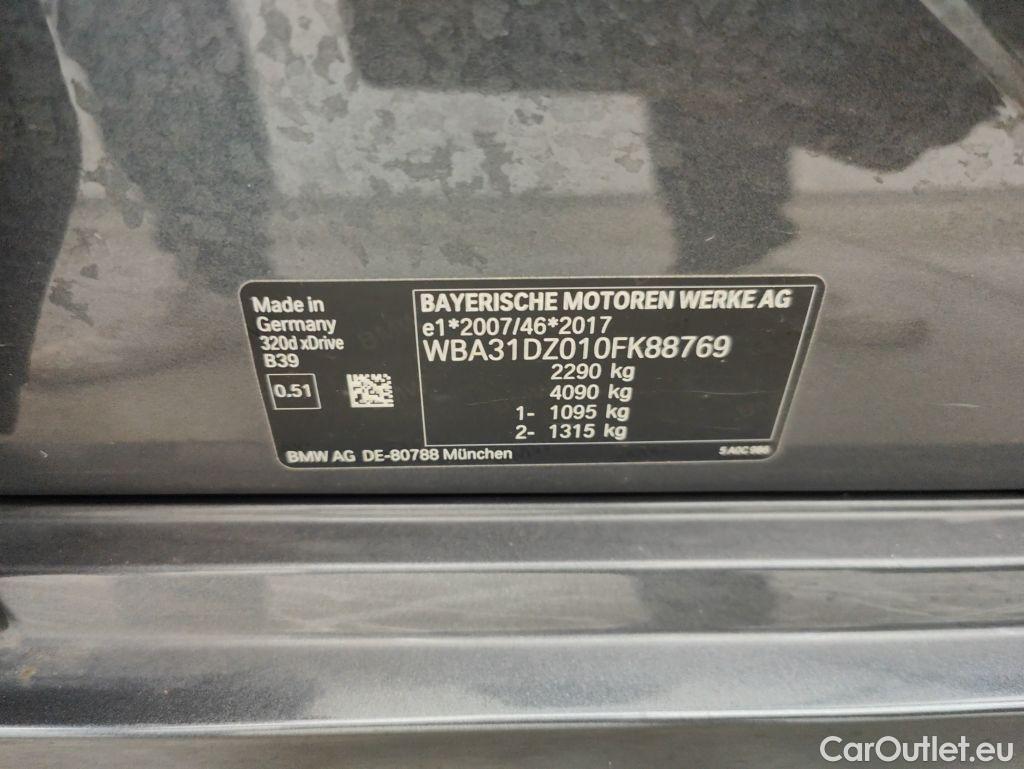 Made in
Germany
320d xDrive
B39
0.51
BMW AG DE-80788 München
BAYERISCHE MOTOREN WERKE AG
e1*2007/46*2017
WBA31DZ010FK88769
2290 kg
4090 kg
1- 1095 kg
2- 1315 kg
CarOutlet.eu